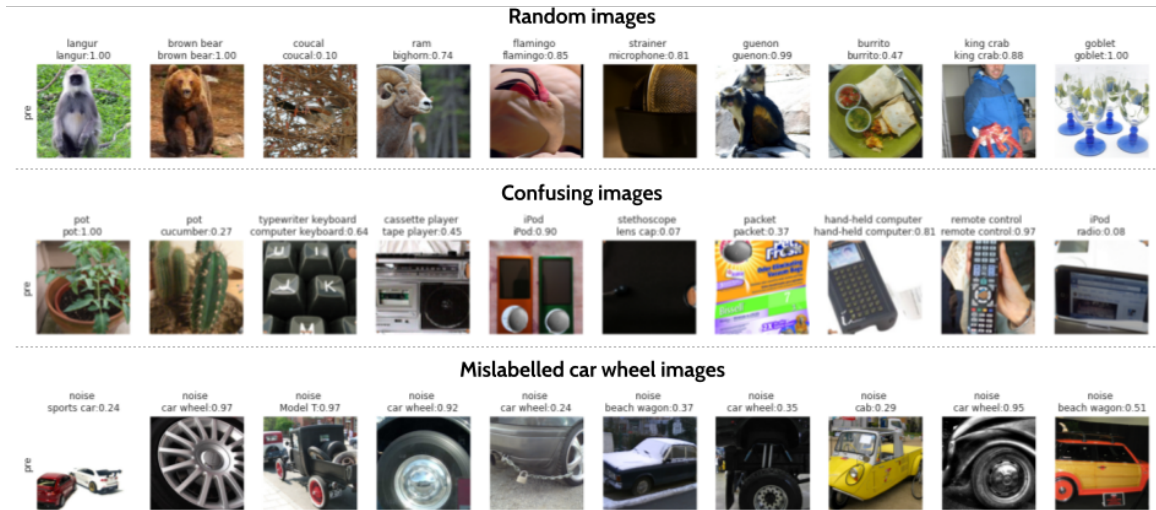 Random images
langur brown bear coucal ram flamingo strainer guenon burrito king crab goblet
langur:1.00 brown bear:1.00 coucal:0.10 bighorn:0.74 flamingo:0.85 microphone:0.81 guenon:0.99 burrito:0.47 king crab:0.88 goblet:1.00
pre
Confusing images
pot pot typewriter keyboard cassette player iPod stethoscope packet hand-held computer remote control iPod
pot:1.00 cucumber:0.27 computer keyboard:0.64 tape player:0.45 iPod:0.90 lens cap:0.07 packet:0.37 hand-held computer:0.81 remote control:0.97 radio:0.08
pre
U I
K
M
Fresh
7
Mislabelled car wheel images
noise noise noise noise noise noise noise noise noise noise
sports car:0.24 car wheel:0.97 Model T:0.97 car wheel:0.92 car wheel:0.24 beach wagon:0.37 car wheel:0.35 cab:0.29 car wheel:0.95 beach wagon:0.51
pre